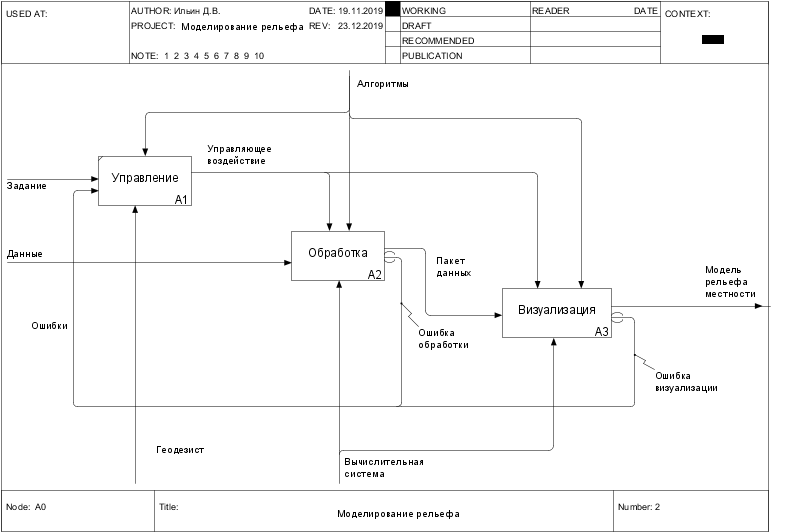 USED AT:
AUTHOR: Ильин Д.В.
DATE: 19.11.2019
WORKING
READER
DATE
CONTEXT:
PROJECT: Моделирование рельефа
REV: 23.12.2019
DRAFT
RECOMMENDED
NOTE: 1 2 3 4 5 6 7 8 9 10
PUBLICATION
Алгоритмы
Управляющее
воздействие
Управление
A1
Задание
Данные
Обработка
A2
Пакет
данных
Модель
рельефа
местности
Визуализация
A3
Ошибки
Ошибка
обработки
Ошибка
визуализации
Геодезист
Вычислительная
система
Node: A0
Title:
Моделирование рельефа
Number: 2